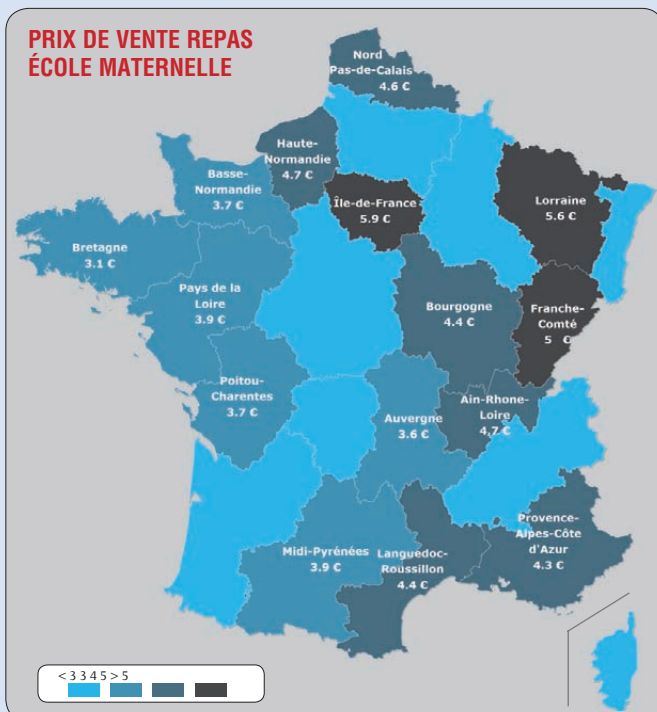 PRIX DE VENTE REPAS
ÉCOLE MATERNELLE
Nord
Pas-de-Calais
4.6 €
Haute-
Normandie
4.7 €
Basse-
Normandie
3.7 €
Île-de-France
5.9 €
Lorraine
5.6 €
Bretagne
3.1 €
Pays de la
Loire
3.9 €
Bourgogne
4.4 €
Franche-
Comté
5 €
Poitou-
Charentes
3.7 €
Auvergne
3.6 €
Ain-Rhone-
Loire
4.7 €
Midi-Pyrénées
3.9 €
Languedoc-
Roussillon
4.4 €
Provence-
Alpes-Côte
d'Azur
4.3 €
< 3 3 4 5 > 5